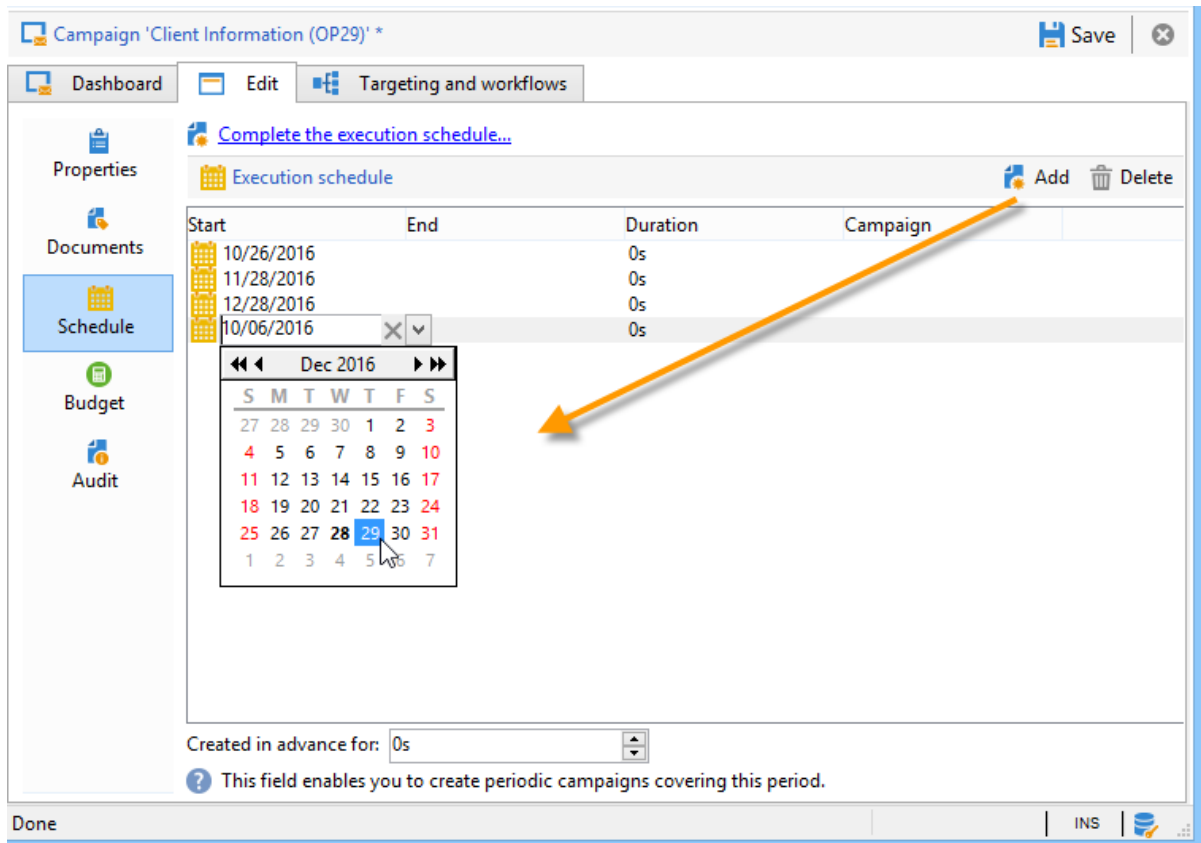 Campaign 'Client Information (OP29)' * Save
Dashboard Edit Targeting and workflows
Complete the execution schedule...
Properties
Execution schedule Add Delete
Start End Duration Campaign
Documents
10/26/2016 0s
11/28/2016 0s
12/28/2016 0s
Schedule
10/06/2016 0s
Dec 2016
Budget
S M T W T F S
27 28 29 30 1 2 3
4 5 6 7 8 9 10
Audit
11 12 13 14 15 16 17
18 19 20 21 22 23 24
25 26 27 28 29 30 31
1 2 3 4 5 6 7
Created in advance for: 0s
? This field enables you to create periodic campaigns covering this period.
Done INS